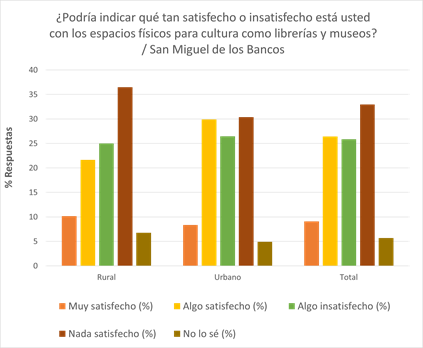 ¿Podría indicar qué tan satisfecho o insatisfecho está usted
con los espacios físicos para cultura como librerías y museos?
/ San Miguel de los Bancos
% Respuestas
40
35
30
25
20
15
10
5
0
Rural Urbano Total
Muy satisfecho (%) Algo satisfecho (%) Algo insatisfecho (%)
Nada satisfecho (%) No lo sé (%)